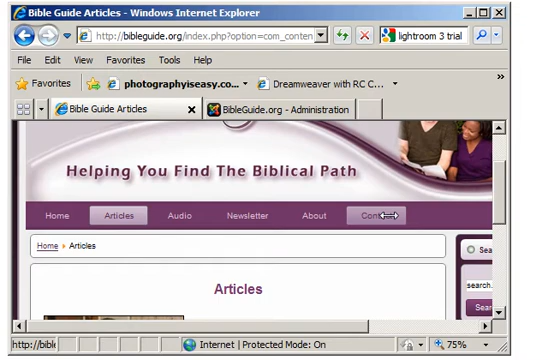 Bible Guide Articles - Windows Internet Explorer
http://bibleguide.org/index.php?option=com_conten
lightroom 3 trial
File Edit View Favorites Tools Help
Favorites photographyiseasy.co... Dreamweaver with RC C...
Bible Guide Articles BibleGuide.org - Administration
Helping You Find The Biblical Path
Home Articles Audio Newsletter About
Home Articles Sea
Articles
search.
Sear
http://bibl Internet | Protected Mode: On 75%